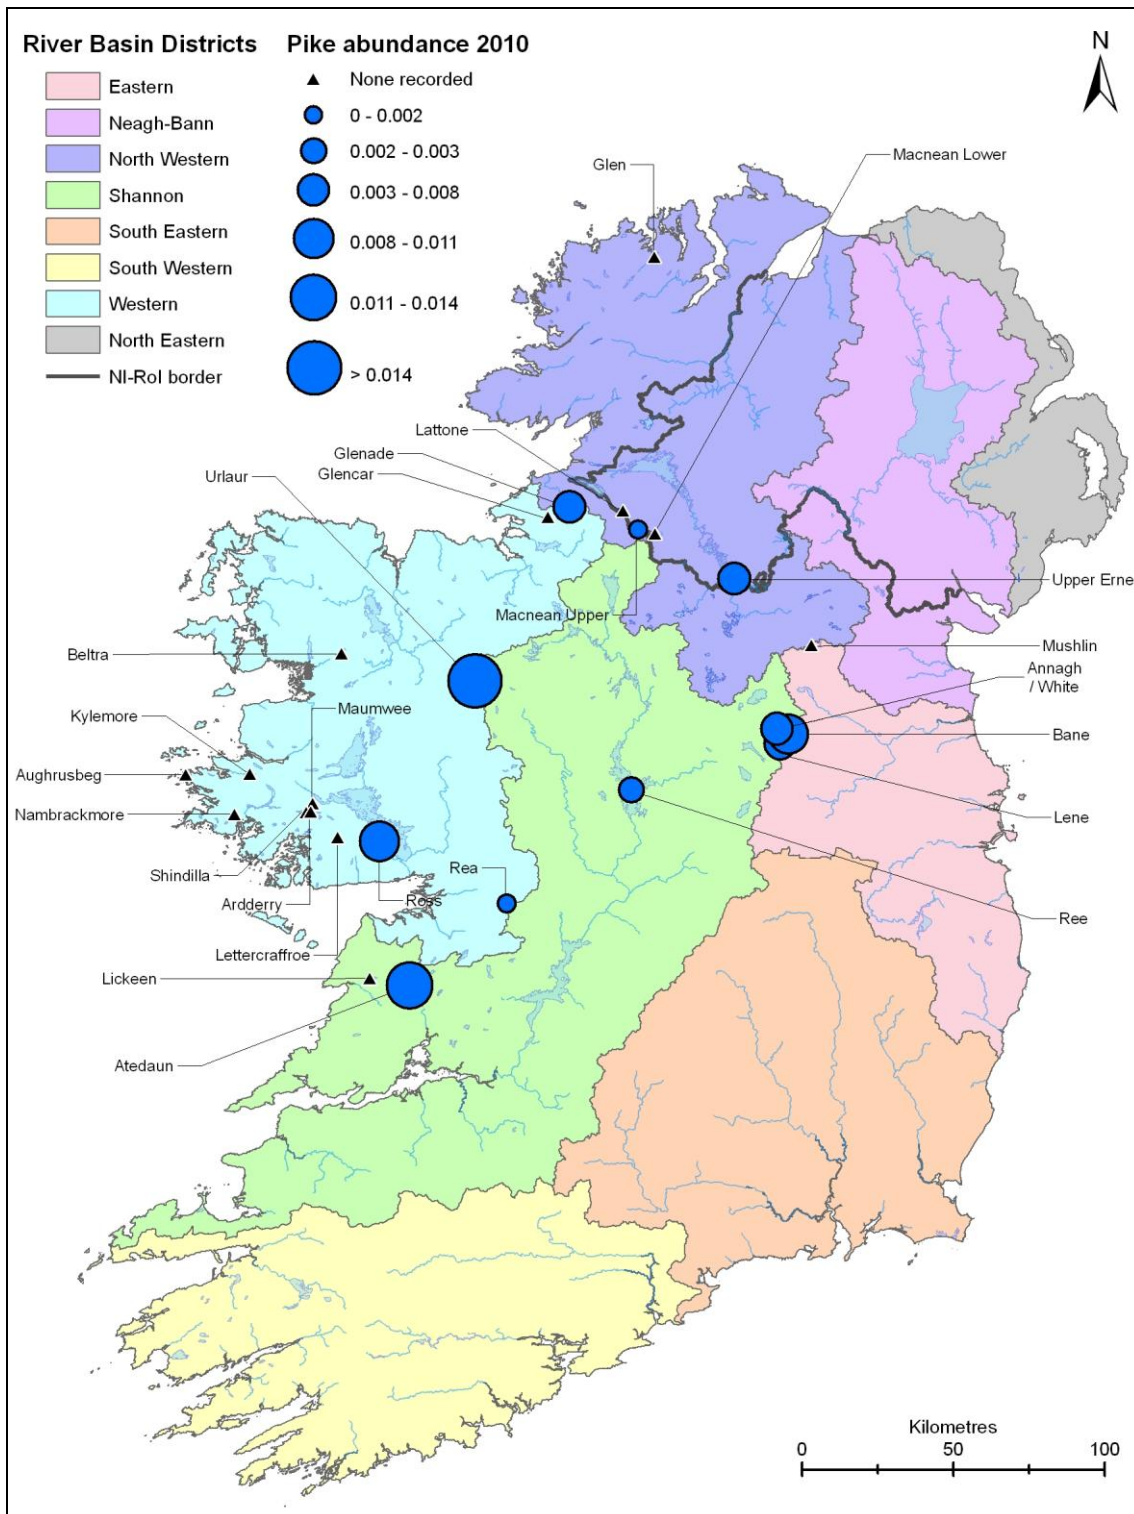 River Basin Districts
Eastern
Neagh-Bann
North Western
Shannon
South Eastern
South Western
Western
North Eastern
NI-RoI border
Pike abundance 2010
None recorded
0 - 0.002
0.002 - 0.003
0.003 - 0.008
0.008 - 0.011
0.011 - 0.014
> 0.014
N
Glen
Macnean Lower
Lattone
Glenade
Glencar
Urlaur
Macnean Upper
Upper Erne
Mushlin
Annagh
/ White
Bane
Lene
Ree
Beltra
Kylemore
Maumwee
Aughrusbeg
Nambrackmore
Shindilla
Ardderry
Ross
Rea
Lettercraffroe
Lickeen
Atedaun
Kilometres
0 50 100